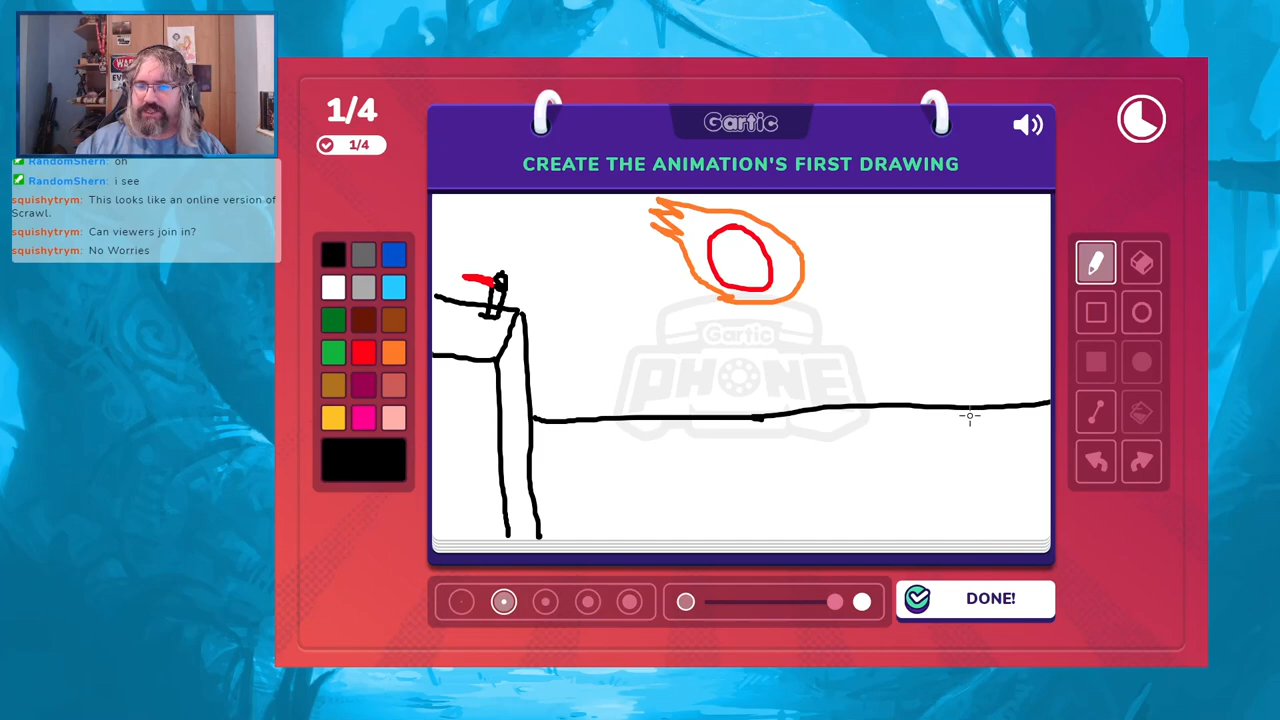 1/4
1/4
Gartic
CREATE THE ANIMATION'S FIRST DRAWING
RandomShern: oh
RandomShern: i see
squishytrym: This looks like an online version of
Scrawl.
squishytrym: Can viewers join in?
squishytrym: No Worries
Gartic
PHONE
DONE!